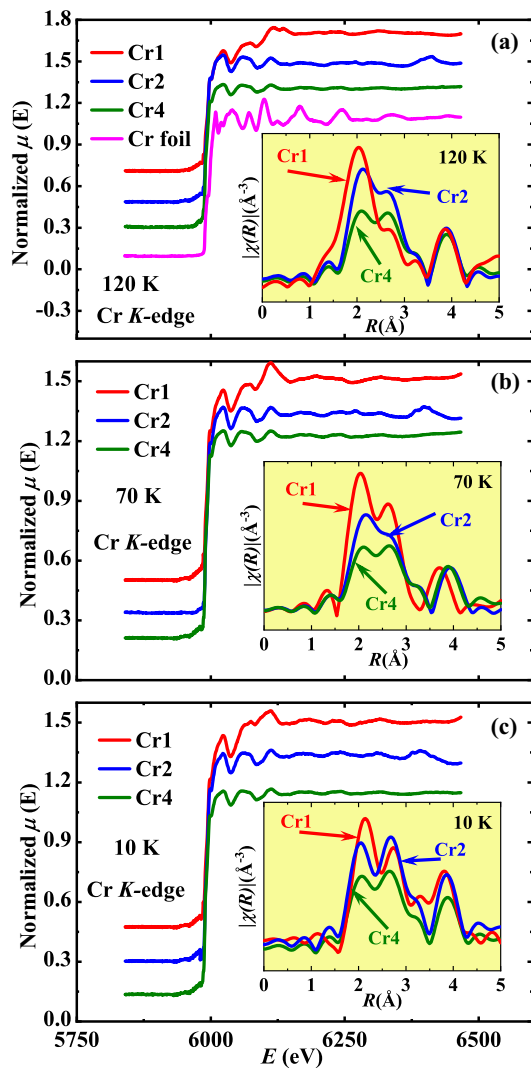 1.8
1.5
1.2
0.9
0.6
0.3
0.0
-0.3
Normalized μ (E)
(a)
Cr1
Cr2
Cr4
Cr foil
120 K
Cr K-edge
120 K
Cr1
Cr2
Cr4
|χ(R)|(Å-3)
0 1 2 3 4 5
R(Å)
1.5
1.2
0.9
0.6
0.3
0.0
Normalized μ (E)
(b)
Cr1
Cr2
Cr4
70 K
Cr K-edge
70 K
Cr1
Cr2
Cr4
|χ(R)|(Å-3)
0 1 2 3 4 5
R(Å)
1.5
1.2
0.9
0.6
0.3
0.0
Normalized μ (E)
(c)
Cr1
Cr2
Cr4
10 K
Cr K-edge
10 K
Cr1
Cr2
Cr4
|χ(R)|(Å-3)
0 1 2 3 4 5
R(Å)
5750 6000 6250 6500
E (eV)